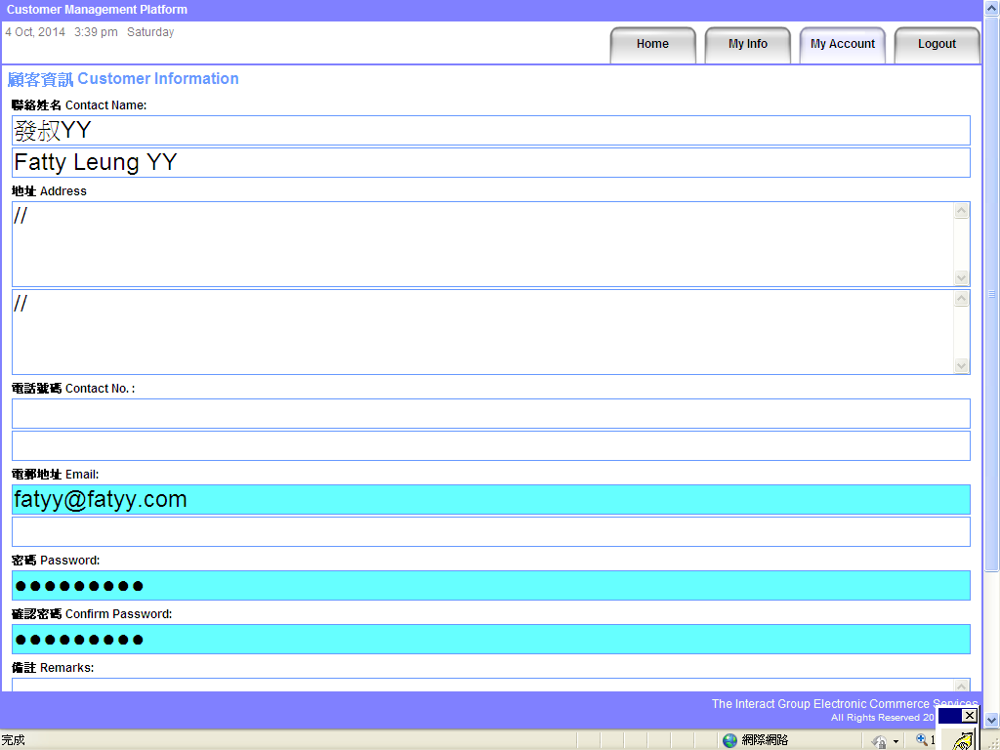 Customer Management Platform
4 Oct, 2014 3:39 pm Saturday
Home
My Info
My Account
Logout
顧客資訊 Customer Information
聯絡姓名 Contact Name:
發叔YY
Fatty Leung YY
地址 Address
//
//
電話號碼 Contact No. :
電郵地址 Email:
fatyy@fatyy.com
密碼 Password:
●●●●●●●●●
確認密碼 Confirm Password:
●●●●●●●●●
備註 Remarks:
The Interact Group Electronic Commerce Services
All Rights Reserved 20
完成
網際網路
1